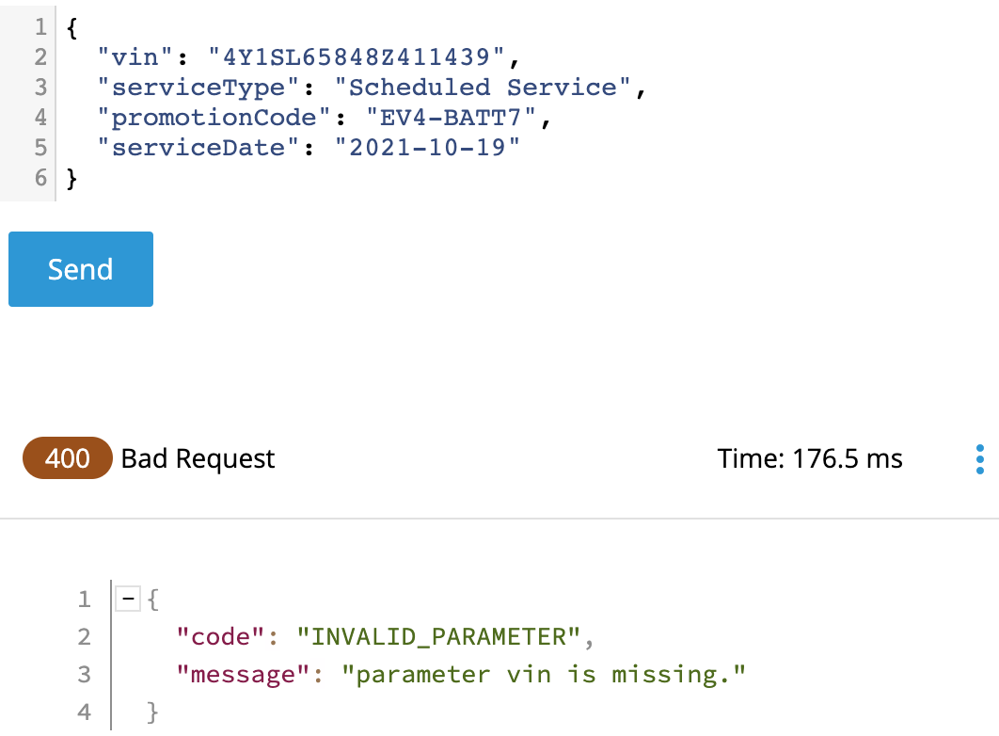 1 {
2 "vin": "4Y1SL65848Z411439",
3 "serviceType": "Scheduled Service",
4 "promotionCode": "EV4-BATT7",
5 "serviceDate": "2021-10-19"
6 }
Send
400 Bad Request Time: 176.5 ms
1 {
2 "code": "INVALID_PARAMETER",
3 "message": "parameter vin is missing."
4 }